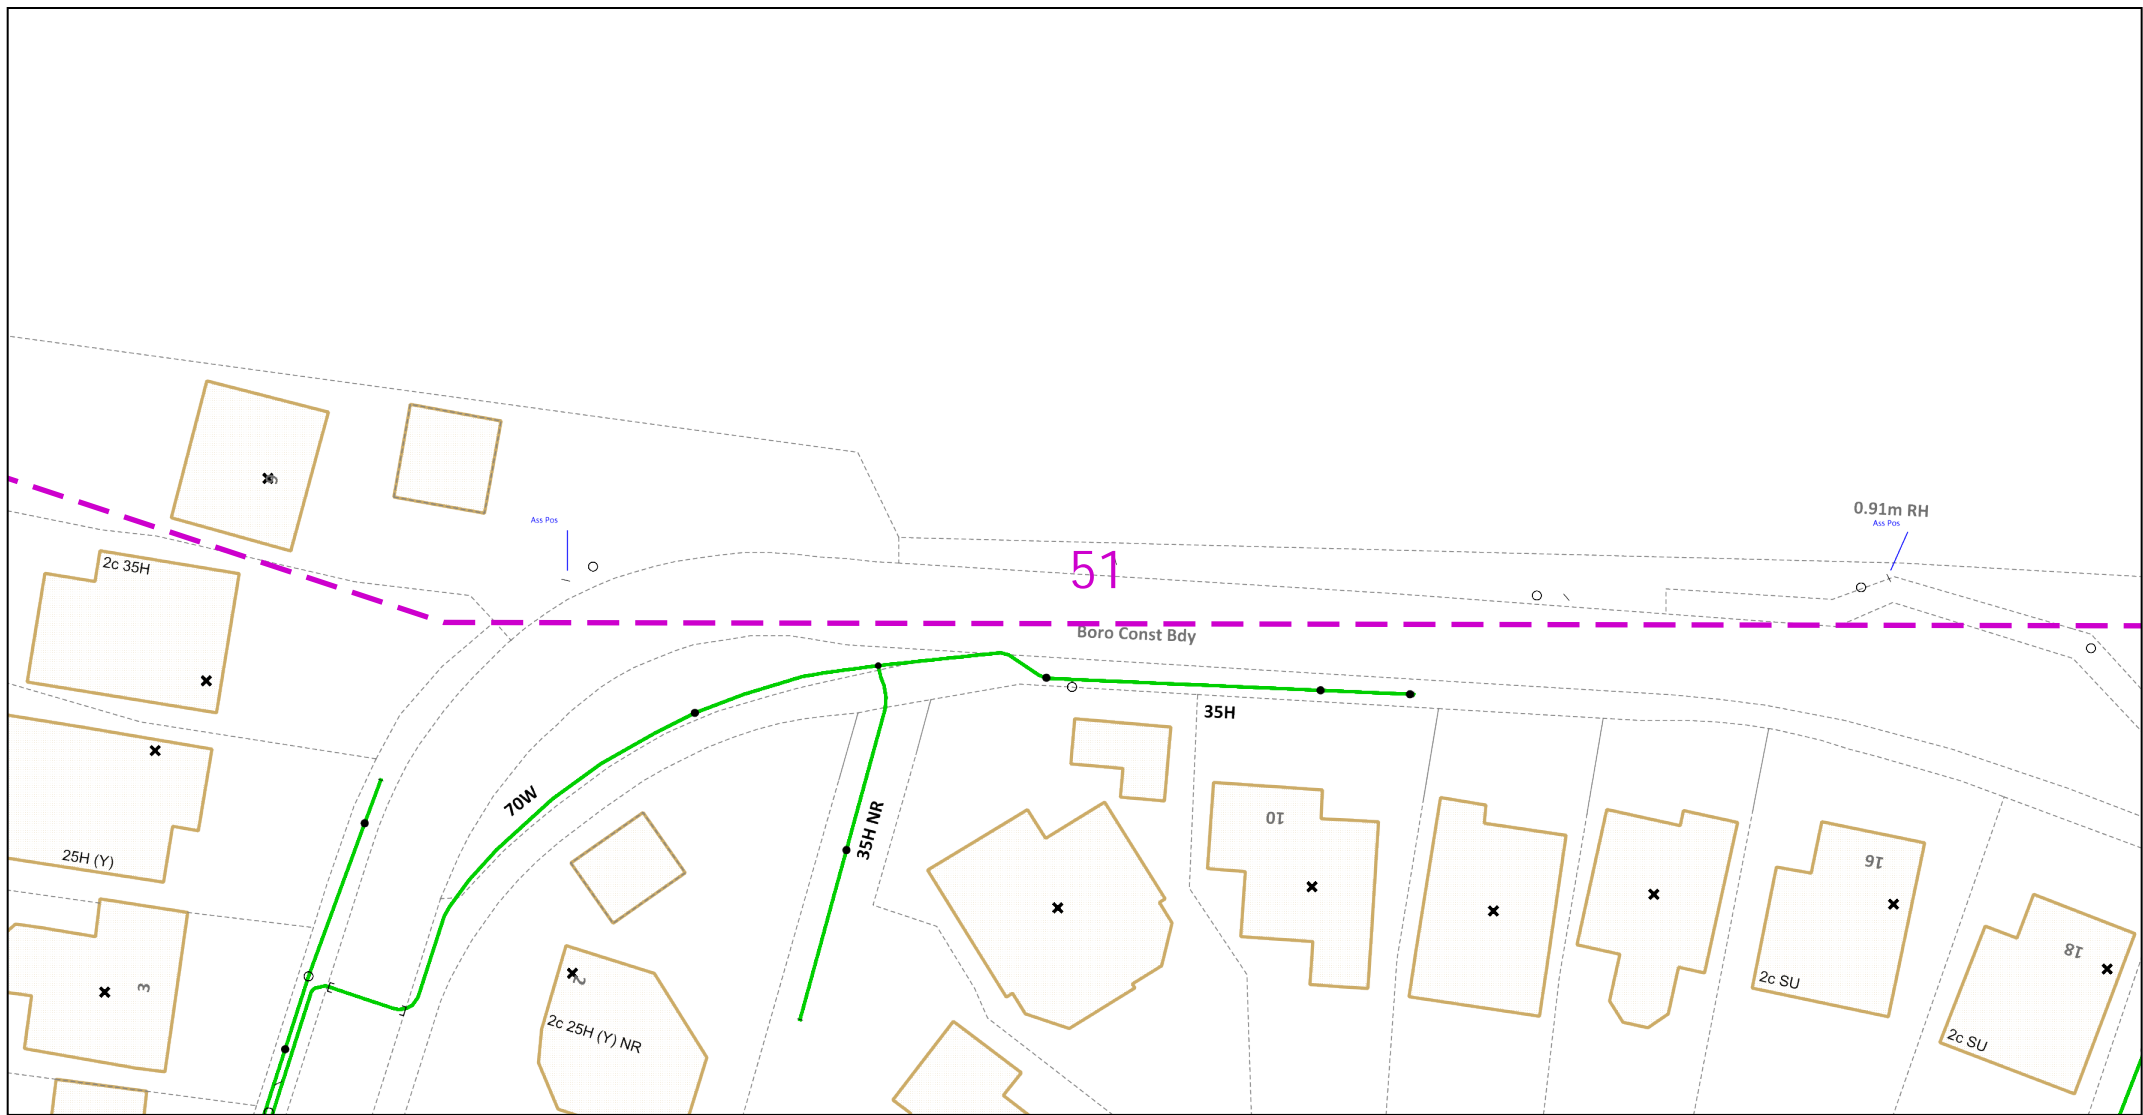 Ass Pos
0.91m RH
Ass Pos
51
Boro Const Bdy
2c 35H
35H
70W
35H NR
10
25H (Y)
16
18
3
2
2c SU
2c 25H (Y) NR
2c SU